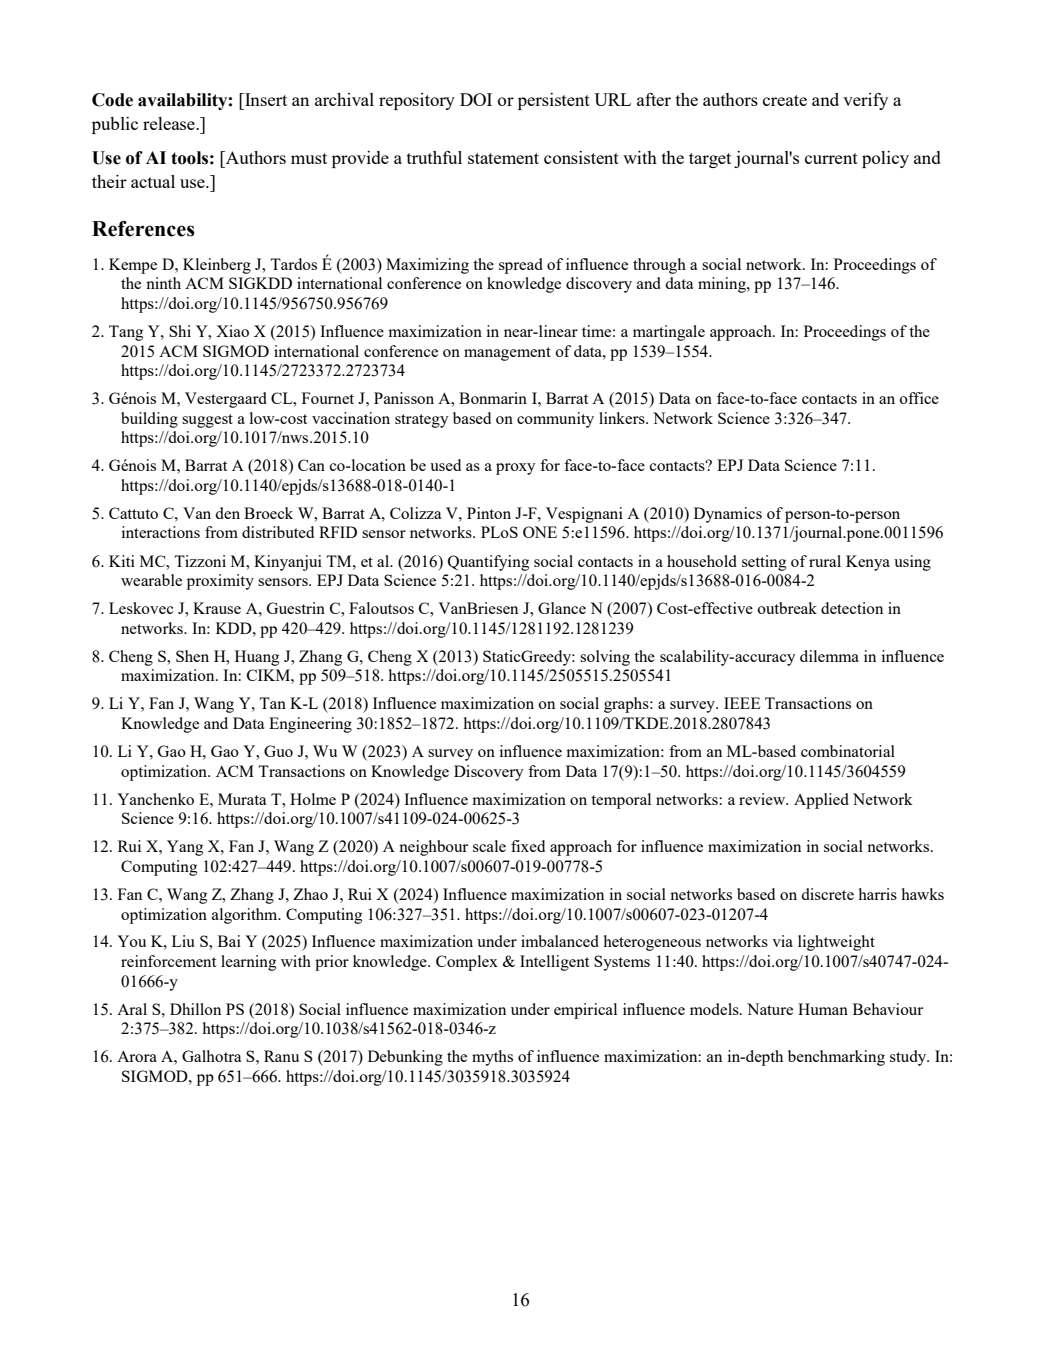 Code availability: [Insert an archival repository DOI or persistent URL after the authors create and verify a
public release.]
Use of AI tools: [Authors must provide a truthful statement consistent with the target journal's current policy and
their actual use.]
References
1. Kempe D, Kleinberg J, Tardos É (2003) Maximizing the spread of influence through a social network. In: Proceedings of
the ninth ACM SIGKDD international conference on knowledge discovery and data mining, pp 137–146.
https://doi.org/10.1145/956750.956769
2. Tang Y, Shi Y, Xiao X (2015) Influence maximization in near-linear time: a martingale approach. In: Proceedings of the
2015 ACM SIGMOD international conference on management of data, pp 1539–1554.
https://doi.org/10.1145/2723372.2723734
3. Génois M, Vestergaard CL, Fournet J, Panisson A, Bonmarin I, Barrat A (2015) Data on face-to-face contacts in an office
building suggest a low-cost vaccination strategy based on community linkers. Network Science 3:326–347.
https://doi.org/10.1017/nws.2015.10
4. Génois M, Barrat A (2018) Can co-location be used as a proxy for face-to-face contacts? EPJ Data Science 7:11.
https://doi.org/10.1140/epjds/s13688-018-0140-1
5. Cattuto C, Van den Broeck W, Barrat A, Colizza V, Pinton J-F, Vespignani A (2010) Dynamics of person-to-person
interactions from distributed RFID sensor networks. PLoS ONE 5:e11596. https://doi.org/10.1371/journal.pone.0011596
6. Kiti MC, Tizzoni M, Kinyanjui TM, et al. (2016) Quantifying social contacts in a household setting of rural Kenya using
wearable proximity sensors. EPJ Data Science 5:21. https://doi.org/10.1140/epjds/s13688-016-0084-2
7. Leskovec J, Krause A, Guestrin C, Faloutsos C, VanBriesen J, Glance N (2007) Cost-effective outbreak detection in
networks. In: KDD, pp 420–429. https://doi.org/10.1145/1281192.1281239
8. Cheng S, Shen H, Huang J, Zhang G, Cheng X (2013) StaticGreedy: solving the scalability-accuracy dilemma in influence
maximization. In: CIKM, pp 509–518. https://doi.org/10.1145/2505515.2505541
9. Li Y, Fan J, Wang Y, Tan K-L (2018) Influence maximization on social graphs: a survey. IEEE Transactions on
Knowledge and Data Engineering 30:1852–1872. https://doi.org/10.1109/TKDE.2018.2807843
10. Li Y, Gao H, Gao Y, Guo J, Wu W (2023) A survey on influence maximization: from an ML-based combinatorial
optimization. ACM Transactions on Knowledge Discovery from Data 17(9):1–50. https://doi.org/10.1145/3604559
11. Yanchenko E, Murata T, Holme P (2024) Influence maximization on temporal networks: a review. Applied Network
Science 9:16. https://doi.org/10.1007/s41109-024-00625-3
12. Rui X, Yang X, Fan J, Wang Z (2020) A neighbour scale fixed approach for influence maximization in social networks.
Computing 102:427–449. https://doi.org/10.1007/s00607-019-00778-5
13. Fan C, Wang Z, Zhang J, Zhao J, Rui X (2024) Influence maximization in social networks based on discrete harris hawks
optimization algorithm. Computing 106:327–351. https://doi.org/10.1007/s00607-023-01207-4
14. You K, Liu S, Bai Y (2025) Influence maximization under imbalanced heterogeneous networks via lightweight
reinforcement learning with prior knowledge. Complex & Intelligent Systems 11:40. https://doi.org/10.1007/s40747-024-
01666-y
15. Aral S, Dhillon PS (2018) Social influence maximization under empirical influence models. Nature Human Behaviour
2:375–382. https://doi.org/10.1038/s41562-018-0346-z
16. Arora A, Galhotra S, Ranu S (2017) Debunking the myths of influence maximization: an in-depth benchmarking study. In:
SIGMOD, pp 651–666. https://doi.org/10.1145/3035918.3035924
16